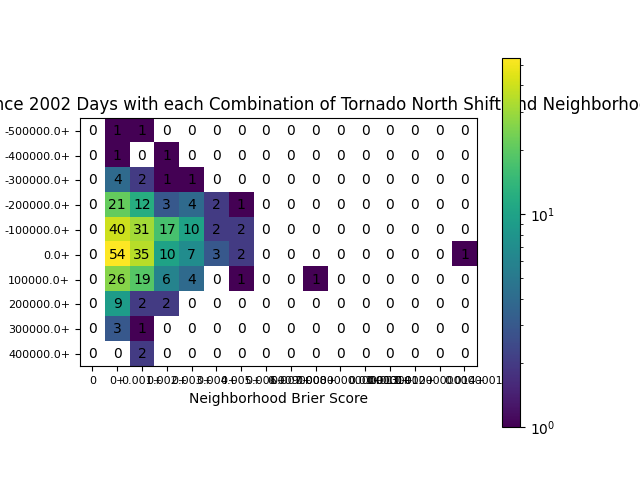 nce 2002 Days with each Combination of Tornado North Shift and Neighborho
-500000.0+ 0 1 1 0 0 0 0 0 0 0 0 0 0 0 0 0
-400000.0+ 0 1 0 1 0 0 0 0 0 0 0 0 0 0 0 0
-300000.0+ 0 4 2 1 1 0 0 0 0 0 0 0 0 0 0 0
-200000.0+ 0 21 12 3 4 2 1 0 0 0 0 0 0 0 0 0
-100000.0+ 0 40 31 17 10 2 2 0 0 0 0 0 0 0 0 0
0.0+ 0 54 35 10 7 3 2 0 0 0 0 0 0 0 0 1
100000.0+ 0 26 19 6 4 0 1 0 0 1 0 0 0 0 0 0
200000.0+ 0 9 2 2 0 0 0 0 0 0 0 0 0 0 0 0
300000.0+ 0 3 1 0 0 0 0 0 0 0 0 0 0 0 0 0
400000.0+ 0 0 2 0 0 0 0 0 0 0 0 0 0 0 0 0
0 0+ 0.001+ 0.002+ 0.003+ 0.004+ 0.005+
Neighborhood Brier Score
10¹
10⁰